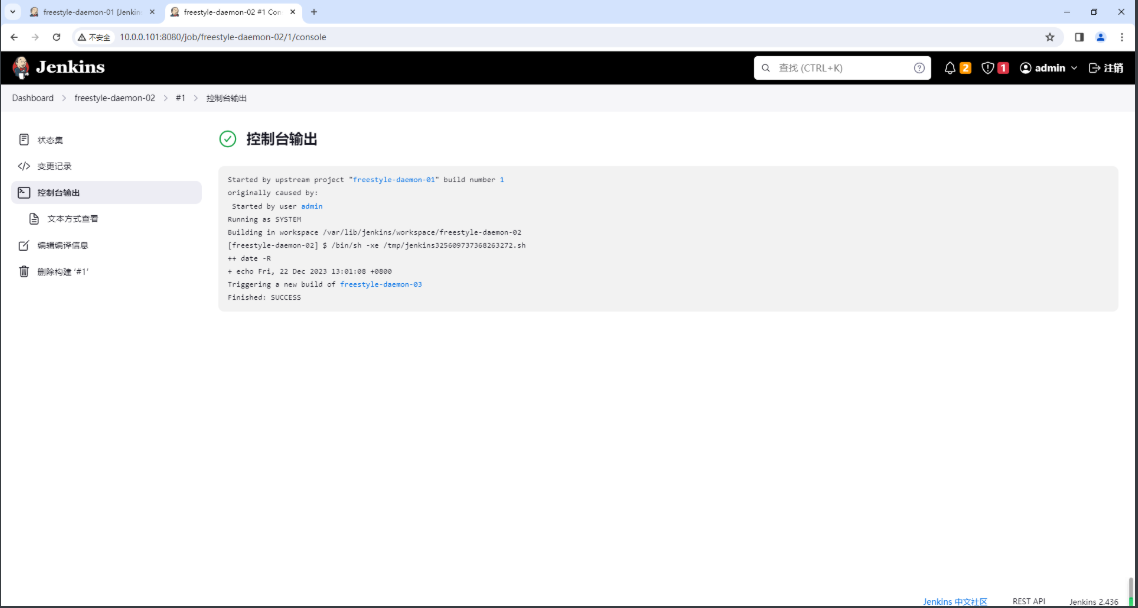 freestyle-daemon-01 [Jenkin
freestyle-daemon-02 #1 Con
不安全
10.0.0.101:8080/job/freestyle-daemon-02/1/console
Jenkins
查找 (CTRL+K)
2
1
admin
注销
Dashboard
freestyle-daemon-02
#1
控制台输出
状态集
变更记录
控制台输出
文本方式查看
编辑编译信息
删除构建 '#1'
控制台输出
Started by upstream project "freestyle-daemon-01" build number 1
originally caused by:
Started by user admin
Running as SYSTEM
Building in workspace /var/lib/jenkins/workspace/freestyle-daemon-02
[freestyle-daemon-02] $ /bin/sh -xe /tmp/jenkins325609737368263272.sh
++ date -R
+ echo Fri, 22 Dec 2023 13:01:08 +0800
Triggering a new build of freestyle-daemon-03
Finished: SUCCESS
Jenkins 中文社区
REST API
Jenkins 2.436